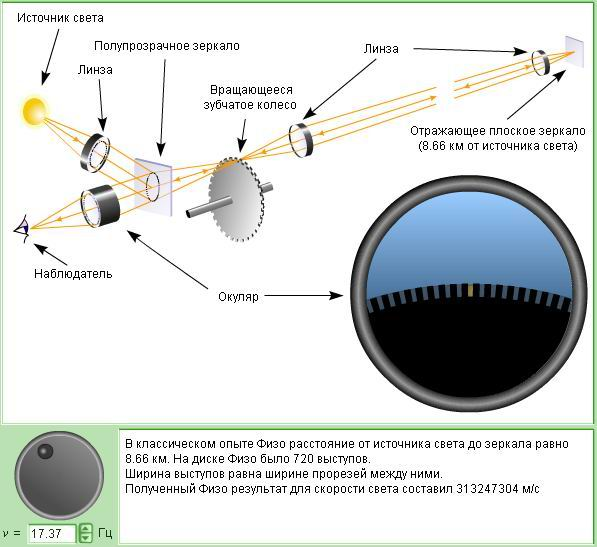 Источник света
Полупрозрачное зеркало
Линза
Линза
Вращающееся
зубчатое колесо
Отражающее плоское зеркало
(8.66 км от источника света)
Наблюдатель
Окуляр
В классическом опыте Физо расстояние от источника света до зеркала равно
8.66 км. На диске Физо было 720 выступов.
Ширина выступов равна ширине прорезей между ними.
Полученный Физо результат для скорости света составил 313247304 м/с
ν = 17.37 Гц